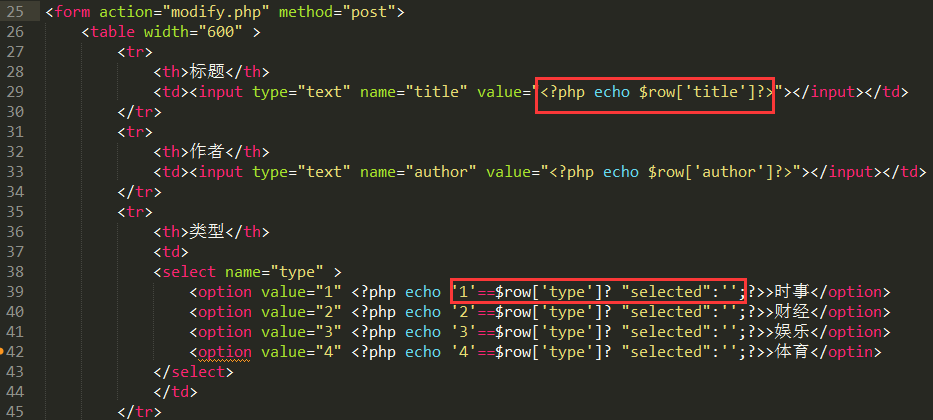 25 <form action="modify.php" method="post">
26 <table width="600" >
27 <tr>
28 <th>标题</th>
29 <td><input type="text" name="title" value="<?php echo $row['title']?>"></input></td>
30 </tr>
31 <tr>
32 <th>作者</th>
33 <td><input type="text" name="author" value="<?php echo $row['author']?>"></input></td>
34 </tr>
35 <tr>
36 <th>类型</th>
37 <td>
38 <select name="type" >
39 <option value="1" <?php echo '1'==$row['type']? "selected":'';?>>时事</option>
40 <option value="2" <?php echo '2'==$row['type']? "selected":'';?>>财经</option>
41 <option value="3" <?php echo '3'==$row['type']? "selected":'';?>>娱乐</option>
42 <option value="4" <?php echo '4'==$row['type']? "selected":'';?>>体育</optin>
43 </select>
44 </td>
45 </tr>